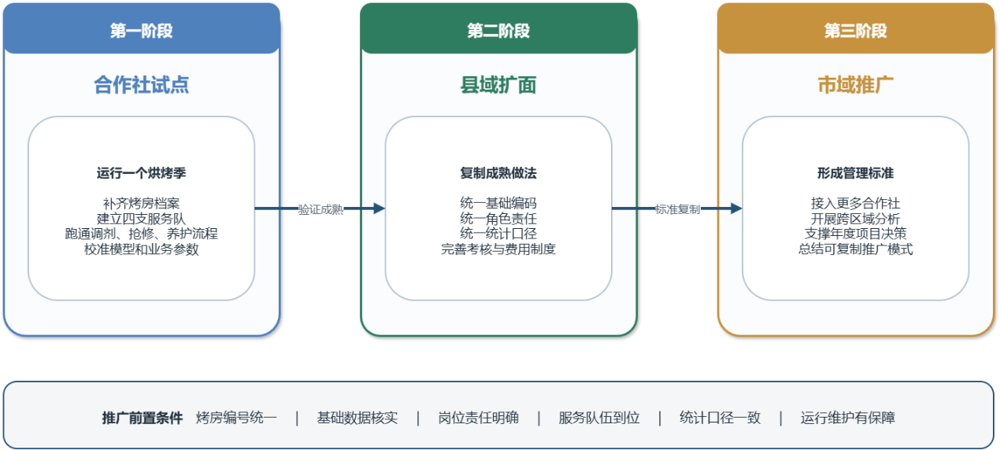 第一阶段
合作社试点
运行一个烘烤季
补齐烤房档案
建立四支服务队
跑通调剂、抢修、养护流程
校准模型和业务参数
验证成熟
第二阶段
县域扩面
复制成熟做法
统一基础编码
统一角色责任
统一统计口径
完善考核与费用制度
标准复制
第三阶段
市域推广
形成管理标准
接入更多合作社
开展跨区域分析
支撑年度项目决策
总结可复制推广模式
推广前置条件 烤房编号统一 | 基础数据核实 | 岗位责任明确 | 服务队伍到位 | 统计口径一致 | 运行维护有保障